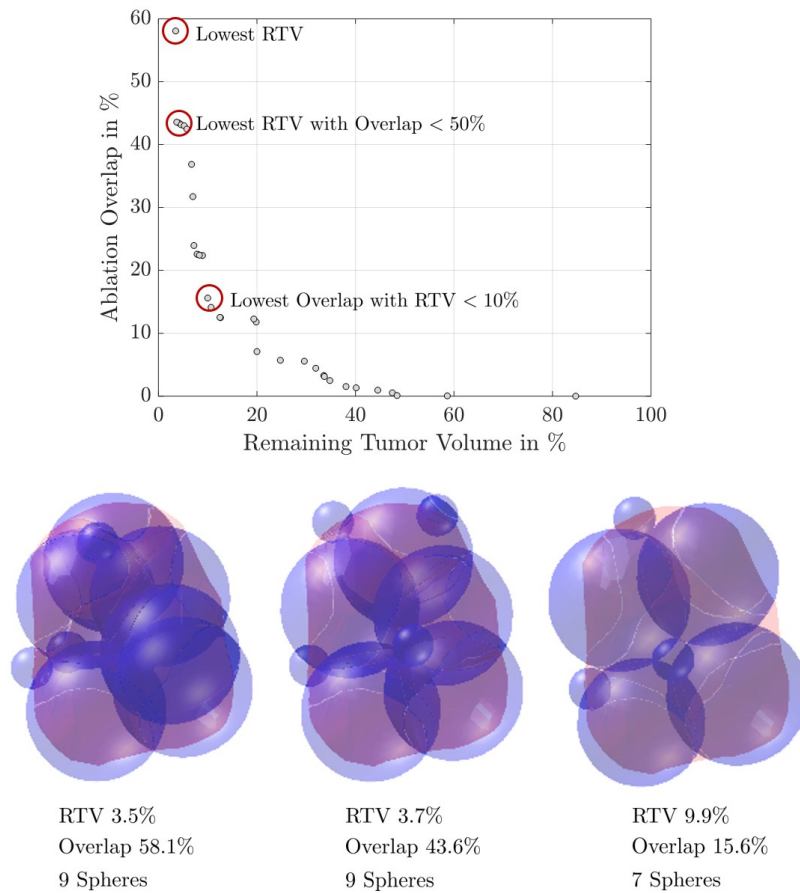 60
50
40
30
20
10
0
Ablation Overlap in %
Lowest RTV
Lowest RTV with Overlap < 50%
Lowest Overlap with RTV < 10%
0 20 40 60 80 100
Remaining Tumor Volume in %
RTV 3.5% RTV 3.7% RTV 9.9%
Overlap 58.1% Overlap 43.6% Overlap 15.6%
9 Spheres 9 Spheres 7 Spheres